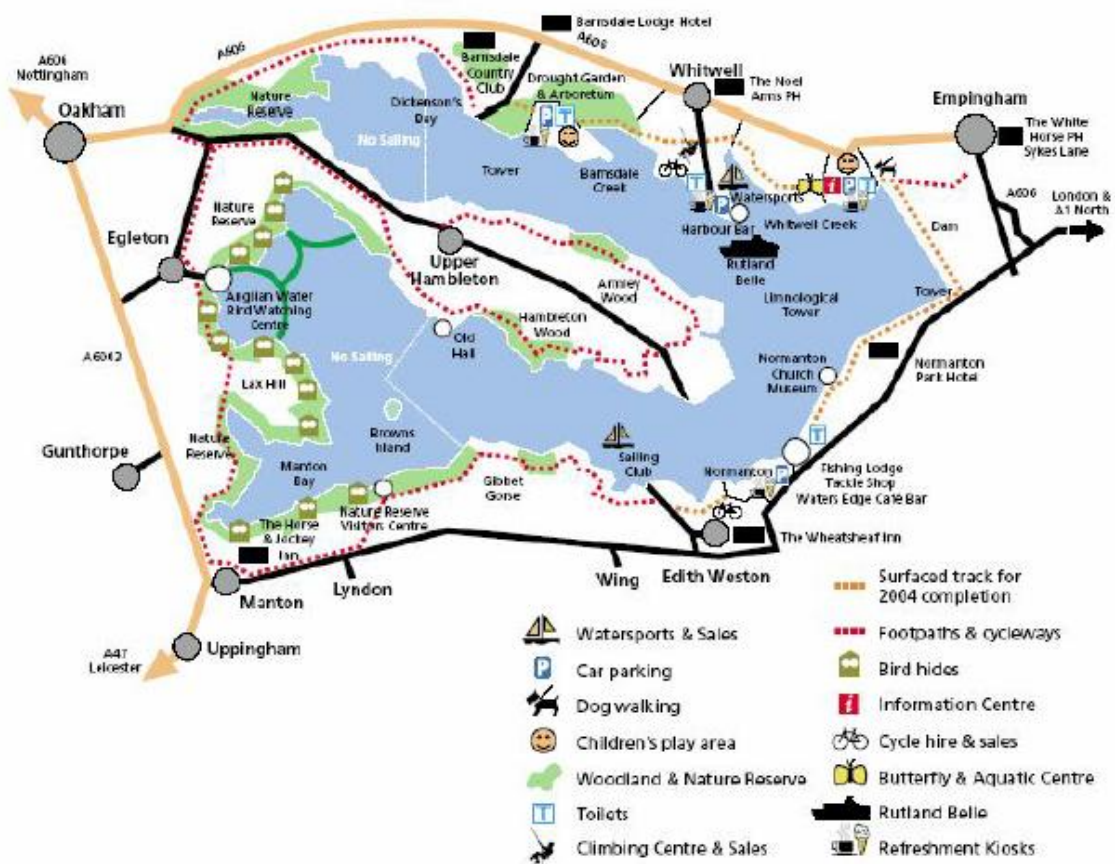 Barnsdale Lodge Hotel
A606
A606
A606
Nottingham
Oakham
Nature
Reserve
Barnsdale
Country
Club
Dickenson's
Bay
Drought Garden
& Arboretum
Whitwell
The Noel
Arms PH
Empingham
The White
Horse PH
Sykes Lane
No Sailing
Tower
Barnsdale
Creek
Watersports
Harbour Bar
Whitwell Creek
Rutland
Belle
Dam
A606
London &
A1 North
Nature
Reserve
Egleton
Upper
Hambleton
Armley
Wood
Limnological
Tower
Tower
Anglian Water
Bird Watching
Centre
Hambleton
Wood
Old
Hall
No Sailing
Normanton
Church
Museum
Normanton
Park Hotel
A6003
Lax Hill
Gunthorpe
Nature
Reserve
Browns
Island
Manton
Bay
Sailing
Club
Gibbet
Gorse
Normanton
Fishing Lodge
Tackle Shop
Waters Edge Café Bar
The Horse
& Jockey
Inn
Nature Reserve
Visitors Centre
The Wheatsheaf Inn
Manton
Lyndon
Wing
Edith Weston
Uppingham
A47
Leicester
Surfaced track for
2004 completion
Watersports & Sales
Footpaths & cycleways
P Car parking
Bird hides
Dog walking
i Information Centre
Children's play area
Cycle hire & sales
Woodland & Nature Reserve
Butterfly & Aquatic Centre
T Toilets
Rutland Belle
Climbing Centre & Sales
Refreshment Kiosks